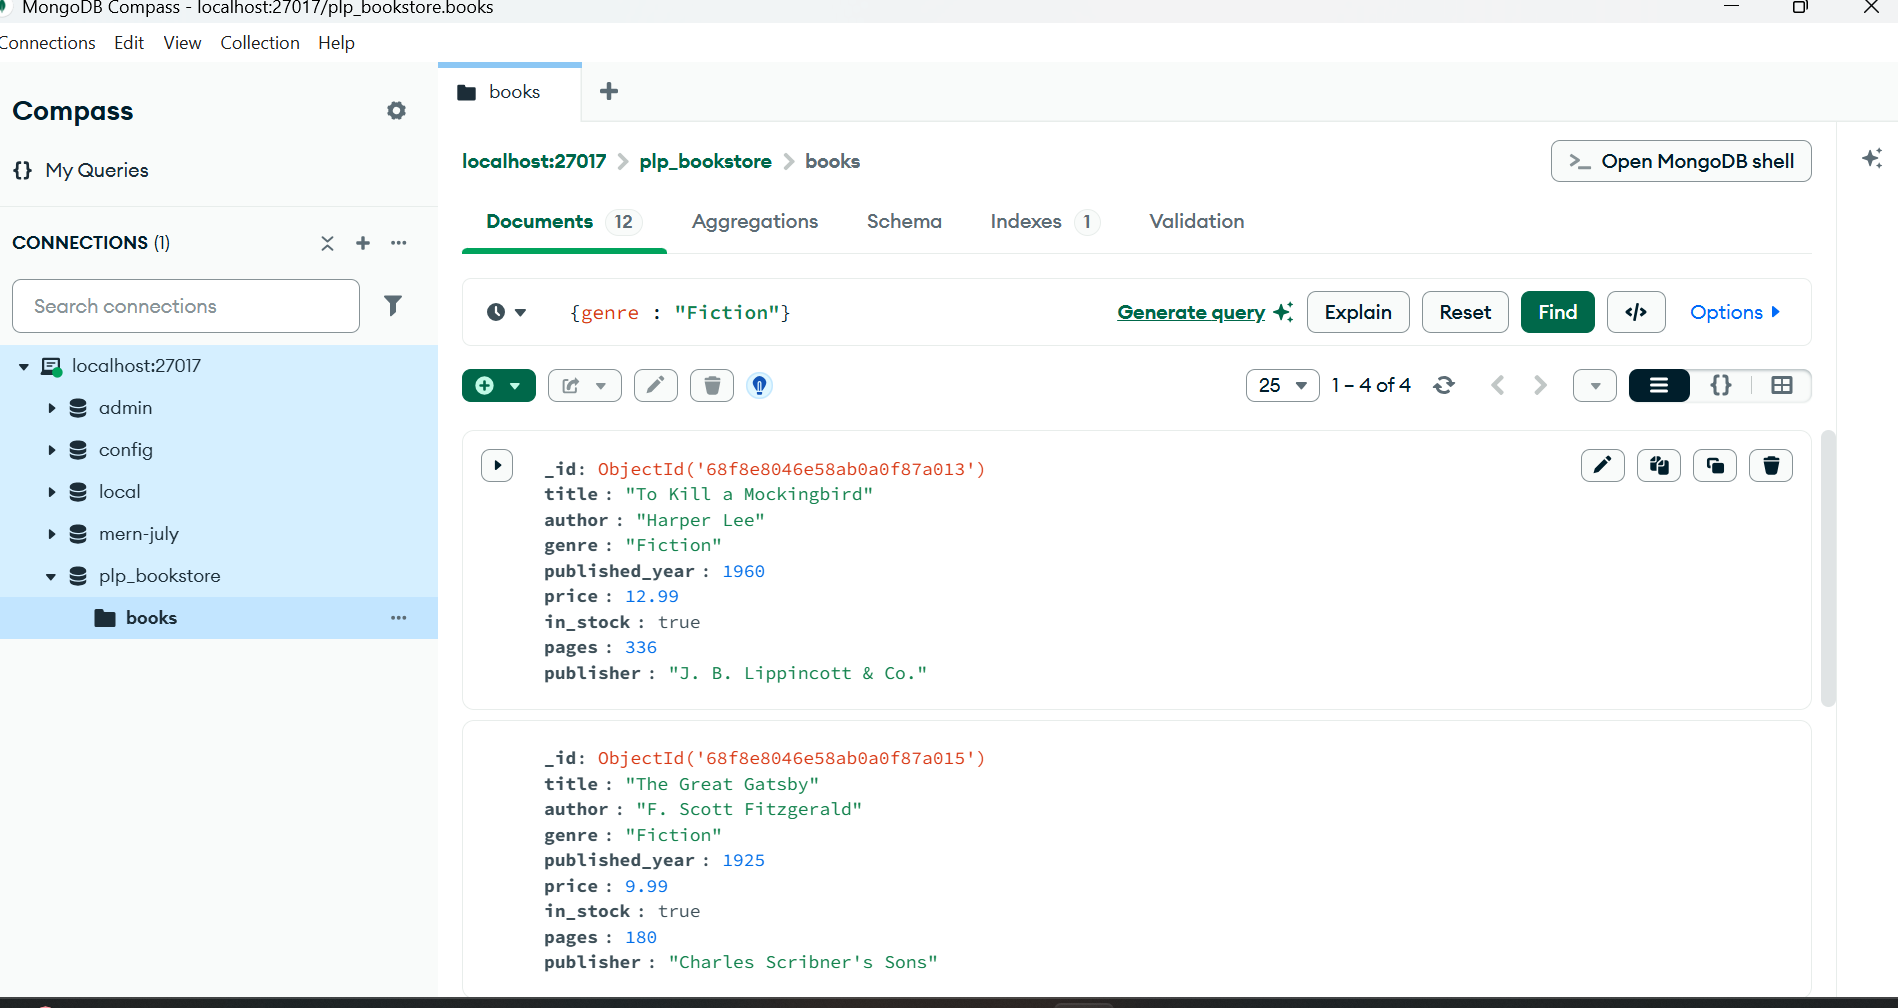 MongoDB Compass - localhost:27017/plp_bookstore.books
Connections Edit View Collection Help
Compass
{} My Queries
CONNECTIONS (1)
Search connections
localhost:27017
admin
config
local
mern-july
plp_bookstore
books
books
localhost:27017 > plp_bookstore > books
>_ Open MongoDB shell
Documents 12 Aggregations Schema Indexes 1 Validation
{genre : "Fiction"}
Generate query Explain Reset Find </> Options
25 1 – 4 of 4 {}
_id: ObjectId('68f8e8046e58ab0a0f87a013')
title : "To Kill a Mockingbird"
author : "Harper Lee"
genre : "Fiction"
published_year : 1960
price : 12.99
in_stock : true
pages : 336
publisher : "J. B. Lippincott & Co."
_id: ObjectId('68f8e8046e58ab0a0f87a015')
title : "The Great Gatsby"
author : "F. Scott Fitzgerald"
genre : "Fiction"
published_year : 1925
price : 9.99
in_stock : true
pages : 180
publisher : "Charles Scribner's Sons"